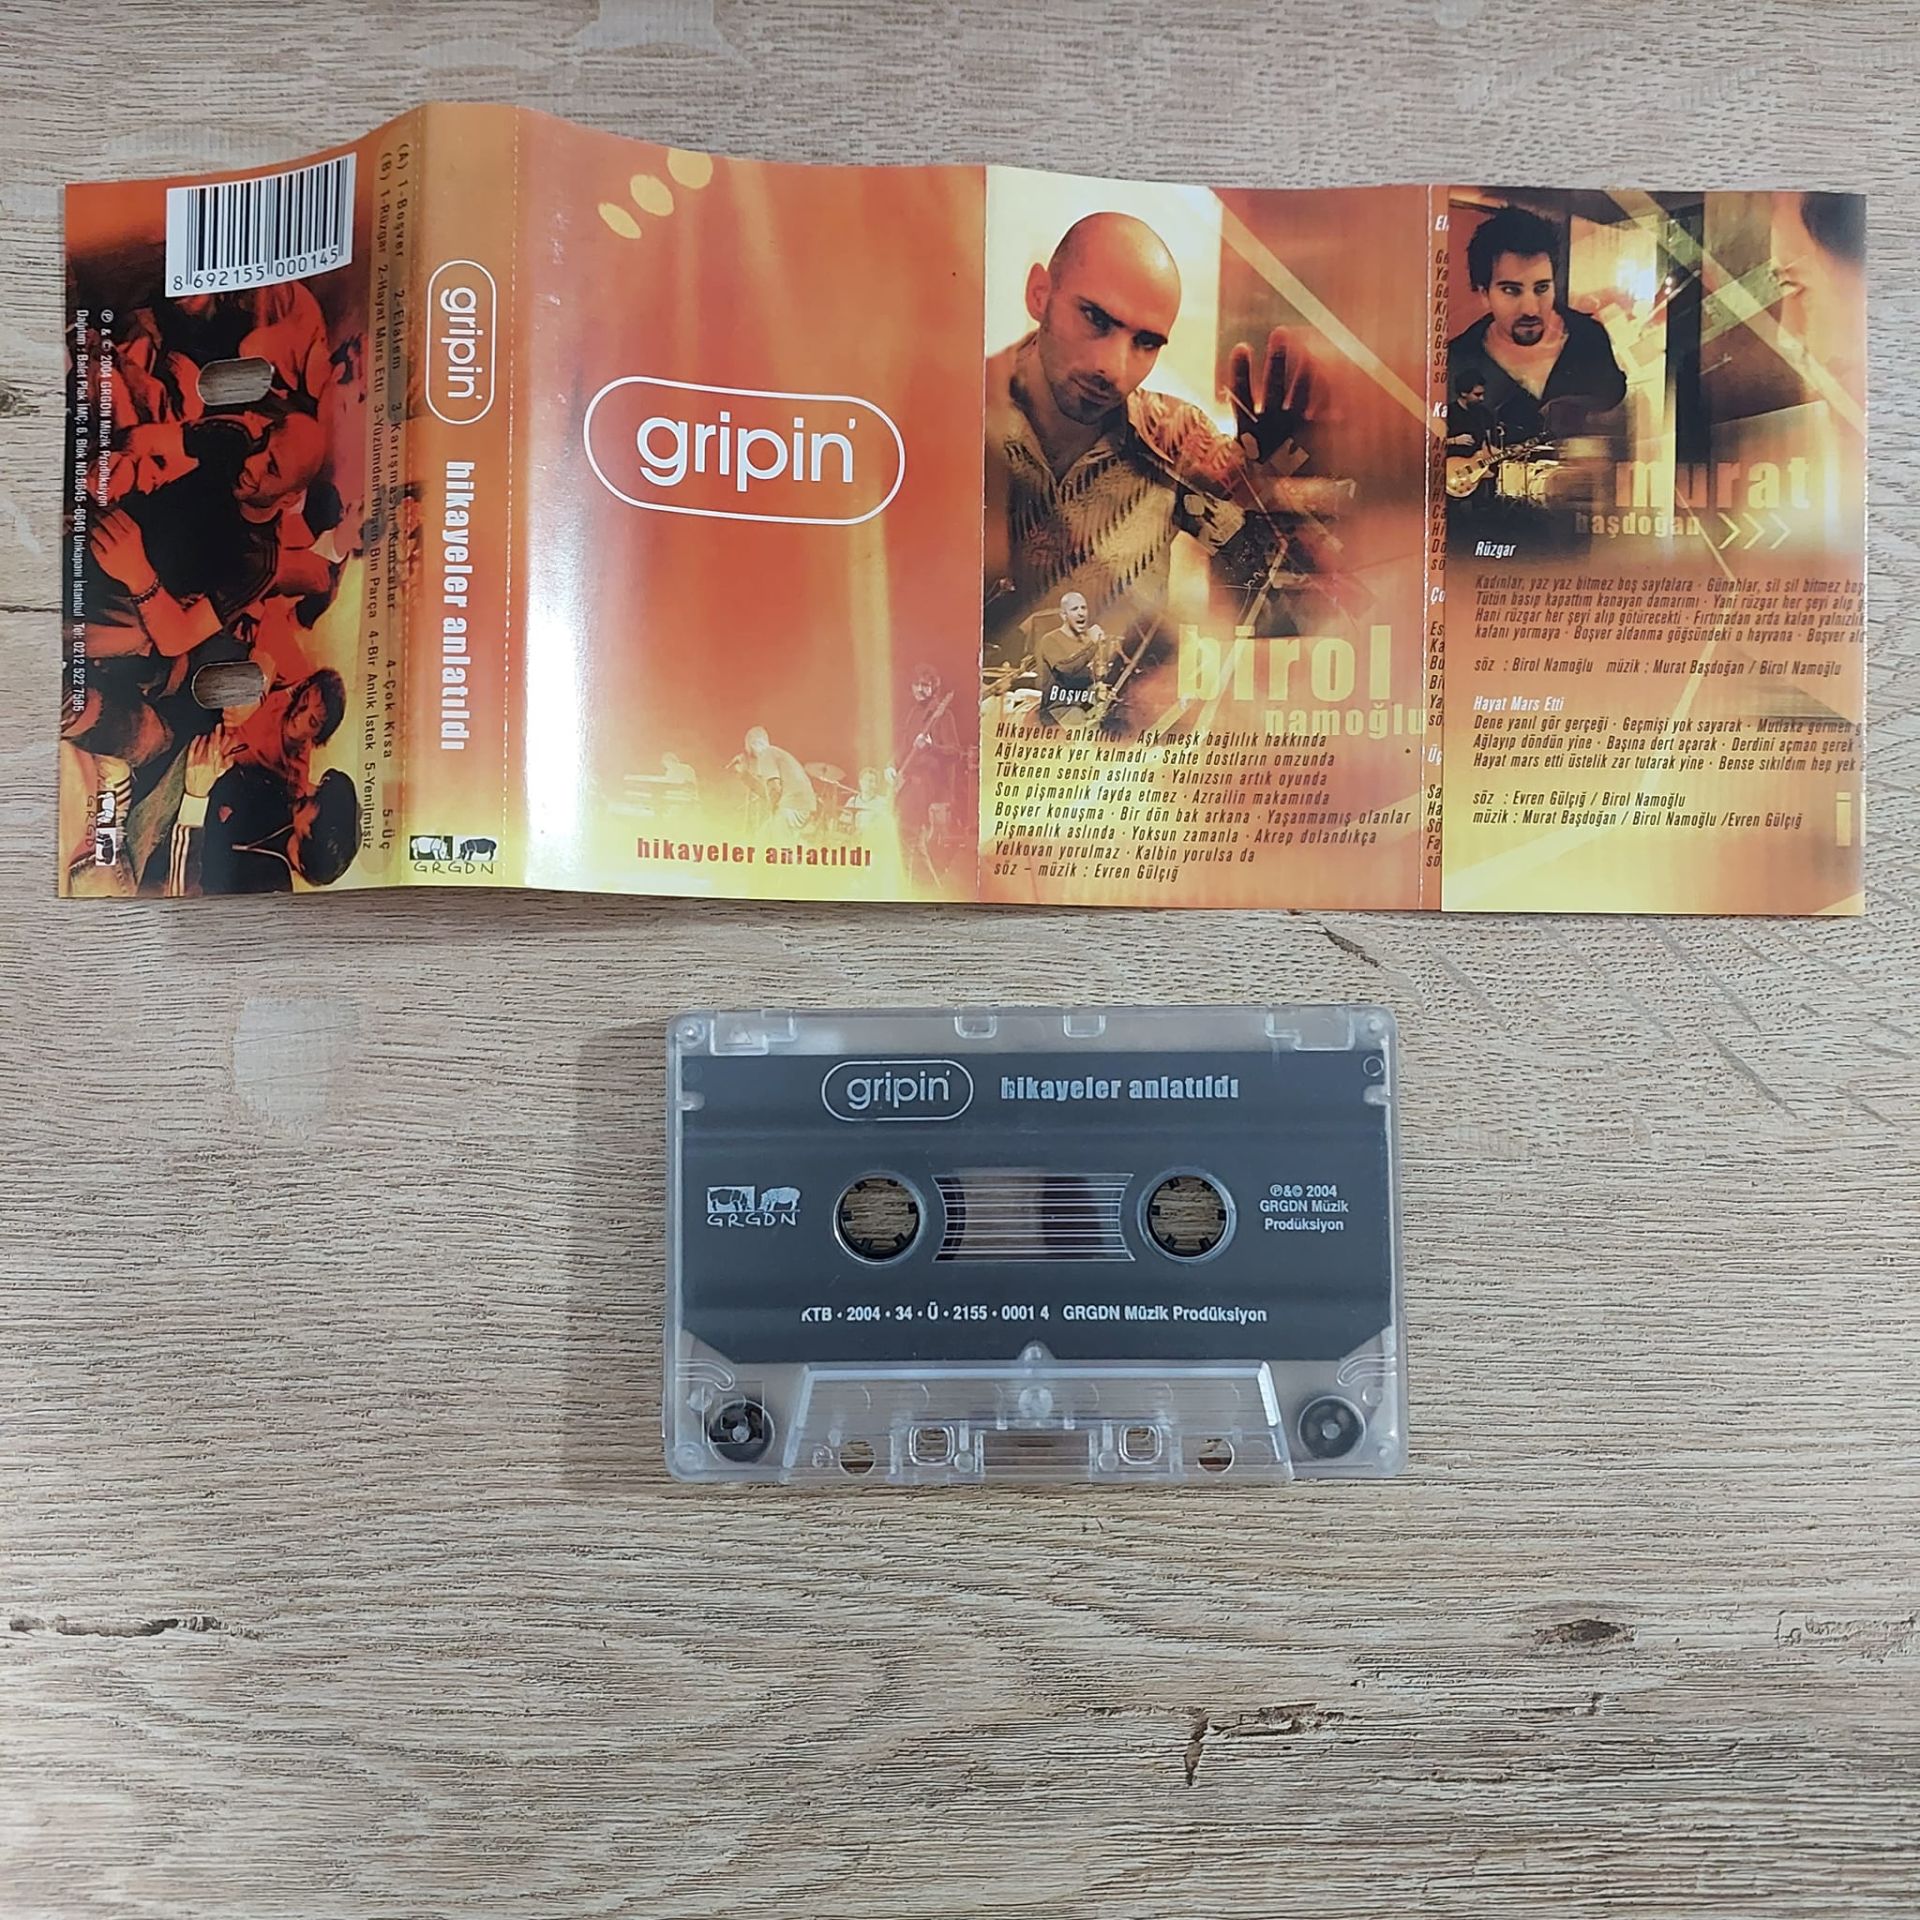 8 692155 000145
℗ & © 2004 GRGDN Müzik Prodüksiyon
Dağıtım : Balet Plak İMÇ: 6. Blok NO:6645 -6646 Unkapanı İstanbul Tel: 0212 522 7585
GRGDN
(A) 1-Boşver 2-Elalem 3-Karışmasın Kimseler 4-Çok Kısa 5-Üç
(B) 1-Rüzgar 2-Hayat Mars Etti 3-Yüzünden Düşen Bin Parça 4-Bir Anlık İstek 5-Yenilmişiz
gripin'
hikayeler anlatıldı
GRGDN
gripin'
hikayeler anlatıldı
birol
namoğlu
Boşver
Hikayeler anlatıldı · Aşk meşk bağlılık hakkında
Ağlayacak yer kalmadı · Sahte dostların omzunda
Tükenen sensin aslında · Yalnızsın artık oyunda
Son pişmanlık fayda etmez · Azrailin makamında
Boşver konuşma · Bir dön bak arkana · Yaşanmamış olanlar
Pişmanlık aslında · Yoksun zamanla · Akrep dolandıkça
Yelkovan yorulmaz · Kalbin yorulsa da
söz – müzik : Evren Gülçığ
murat
başdoğan >>>
Rüzgar
Kadınlar, yaz yaz bitmez boş sayfalara · Günahlar, sil sil bitmez boş
Tütün basıp kapattım kanayan damarımı · Yani rüzgar her şeyi alıp
Hani rüzgar her şeyi alıp götürecekti · Fırtınadan arda kalan
kafanı yormaya · Boşver aldanma göğsündeki o hayvana · Boşver
söz : Birol Namoğlu müzik : Murat Başdoğan / Birol Namoğlu
Hayat Mars Etti
Dene yanıl gör gerçeği · Geçmişi yok sayarak · Mutlaka görmen
Ağlayıp döndün yine · Başına dert açarak · Derdini açman gerek
Hayat mars etti üstelik zar tutarak yine · Bense sıkıldım hep yek
söz : Evren Gülçığ / Birol Namoğlu
müzik : Murat Başdoğan / Birol Namoğlu /Evren Gülçığ
gripin' hikayeler anlatıldı
GRGDN
℗&© 2004
GRGDN Müzik
Prodüksiyon
KTB · 2004 · 34 · Ü · 2155 · 0001 4 GRGDN Müzik Prodüksiyon